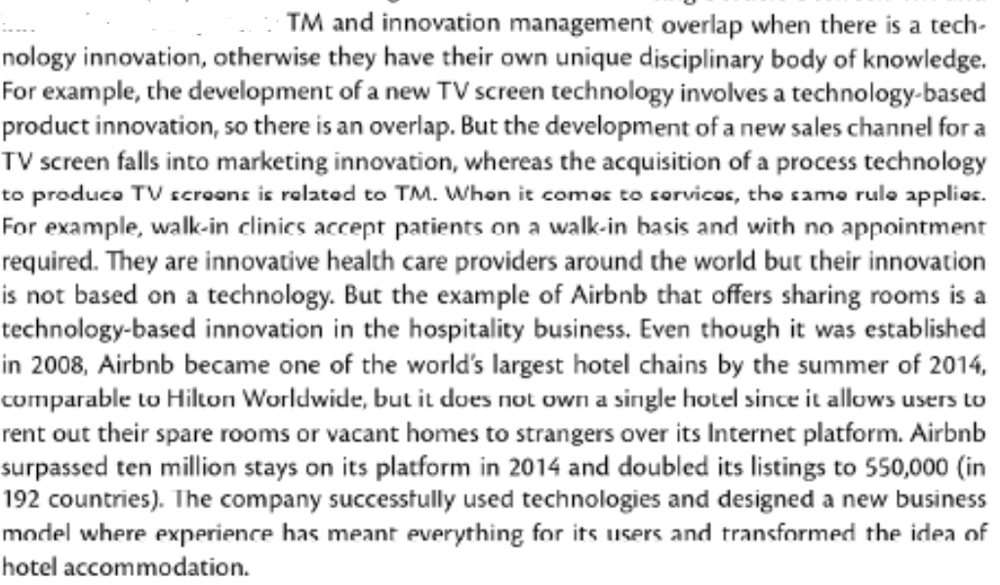 TM and innovation management overlap when there is a tech-
nology innovation, otherwise they have their own unique disciplinary body of knowledge.
For example, the development of a new TV screen technology involves a technology-based
product innovation, so there is an overlap. But the development of a new sales channel for a
TV screen falls into marketing innovation, whereas the acquisition of a process technology
to produce TV screens is related to TM. When it comes to services, the same rule applies.
For example, walk-in clinics accept patients on a walk-in basis and with no appointment
required. They are innovative health care providers around the world but their innovation
is not based on a technology. But the example of Airbnb that offers sharing rooms is a
technology-based innovation in the hospitality business. Even though it was established
in 2008, Airbnb became one of the world's largest hotel chains by the summer of 2014,
comparable to Hilton Worldwide, but it does not own a single hotel since it allows users to
rent out their spare rooms or vacant homes to strangers over its Internet platform. Airbnb
surpassed ten million stays on its platform in 2014 and doubled its listings to 550,000 (in
192 countries). The company successfully used technologies and designed a new business
model where experience has meant everything for its users and transformed the idea of
hotel accommodation.